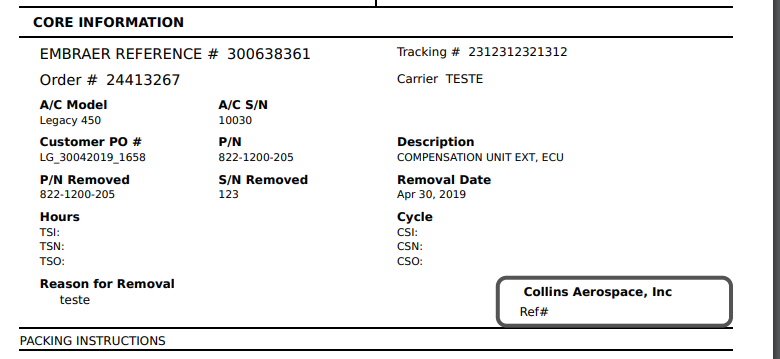 CORE INFORMATION
EMBRAER REFERENCE # 300638361
Tracking # 2312312321312
Order # 24413267
Carrier TESTE
A/C Model
A/C S/N
Legacy 450
10030
Customer PO #
P/N
Description
LG_30042019_1658
822-1200-205
COMPENSATION UNIT EXT, ECU
P/N Removed
S/N Removed
Removal Date
822-1200-205
123
Apr 30, 2019
Hours
Cycle
TSI:
CSI:
TSN:
CSN:
TSO:
CSO:
Reason for Removal
teste
Collins Aerospace, Inc
Ref#
PACKING INSTRUCTIONS